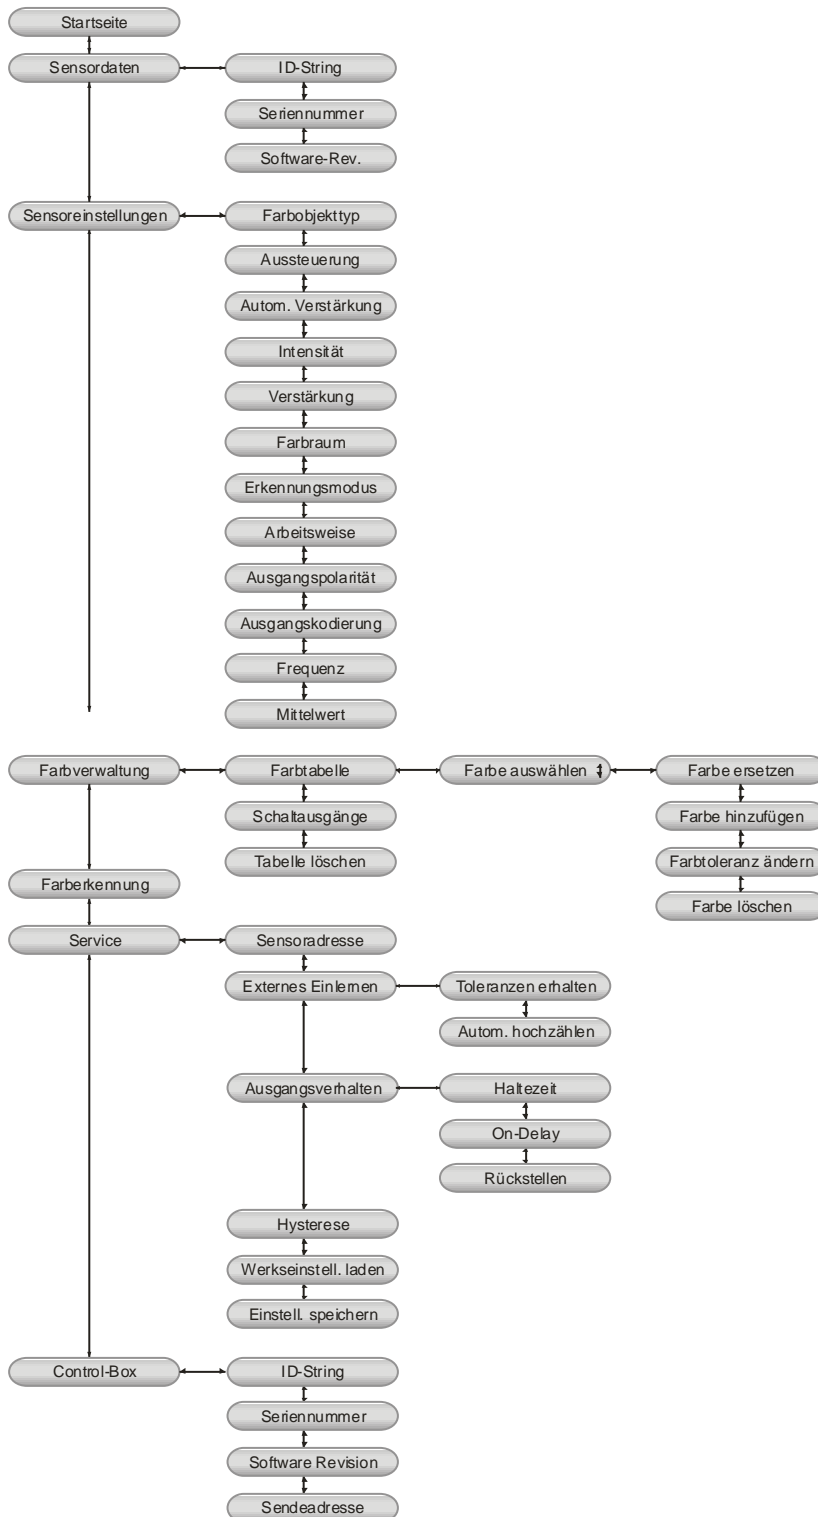 Startseite
Sensordaten
ID-String
Seriennummer
Software-Rev.
Sensoreinstellungen
Farbobjekttyp
Aussteuerung
Autom. Verstärkung
Intensität
Verstärkung
Farbraum
Erkennungsmodus
Arbeitsweise
Ausgangspolarität
Ausgangskodierung
Frequenz
Mittelwert
Farbverwaltung
Farbtabelle
Farbe auswählen
Farbe ersetzen
Schaltausgänge
Farbe hinzufügen
Tabelle löschen
Farbtoleranz ändern
Farberkennung
Farbe löschen
Service
Sensoradresse
Externes Einlernen
Toleranzen erhalten
Autom. hochzählen
Ausgangsverhalten
Haltezeit
On-Delay
Rückstellen
Hysterese
Werkseinstell. laden
Einstell. speichern
Control-Box
ID-String
Seriennummer
Software Revision
Sendeadresse